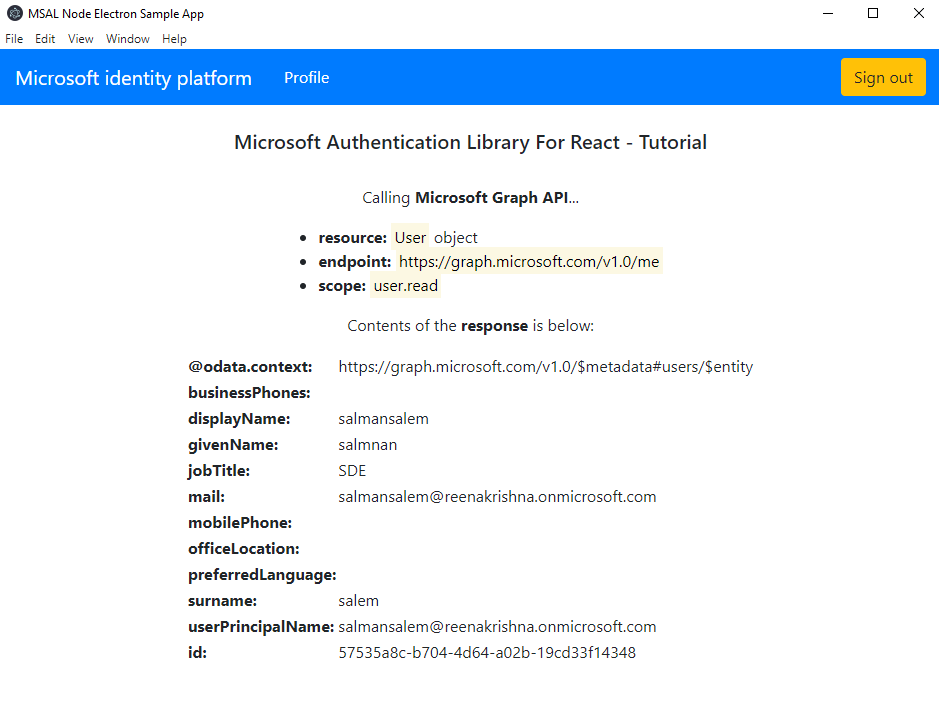 MSAL Node Electron Sample App
File Edit View Window Help
Microsoft identity platform Profile Sign out
Microsoft Authentication Library For React - Tutorial
Calling Microsoft Graph API...
• resource: User object
• endpoint: https://graph.microsoft.com/v1.0/me
• scope: user.read
Contents of the response is below:
@odata.context: https://graph.microsoft.com/v1.0/$metadata#users/$entity
businessPhones:
displayName: salmansalem
givenName: salmnan
jobTitle: SDE
mail: salmansalem@reenakrishna.onmicrosoft.com
mobilePhone:
officeLocation:
preferredLanguage:
surname: salem
userPrincipalName: salmansalem@reenakrishna.onmicrosoft.com
id: 57535a8c-b704-4d64-a02b-19cd33f14348